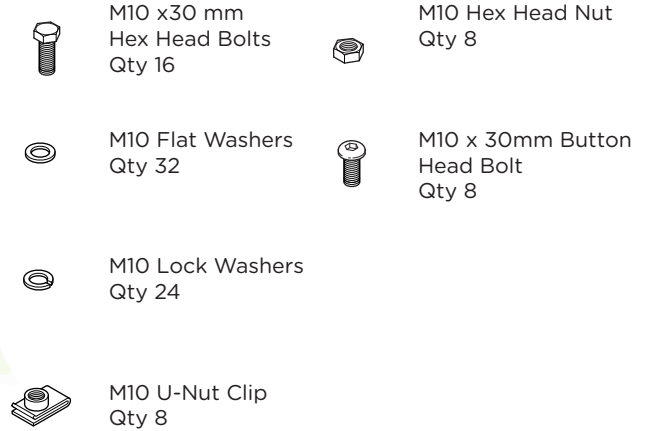 M10 x30 mm
Hex Head Bolts
Qty 16
M10 Hex Head Nut
Qty 8
M10 Flat Washers
Qty 32
M10 x 30mm Button
Head Bolt
Qty 8
M10 Lock Washers
Qty 24
M10 U-Nut Clip
Qty 8